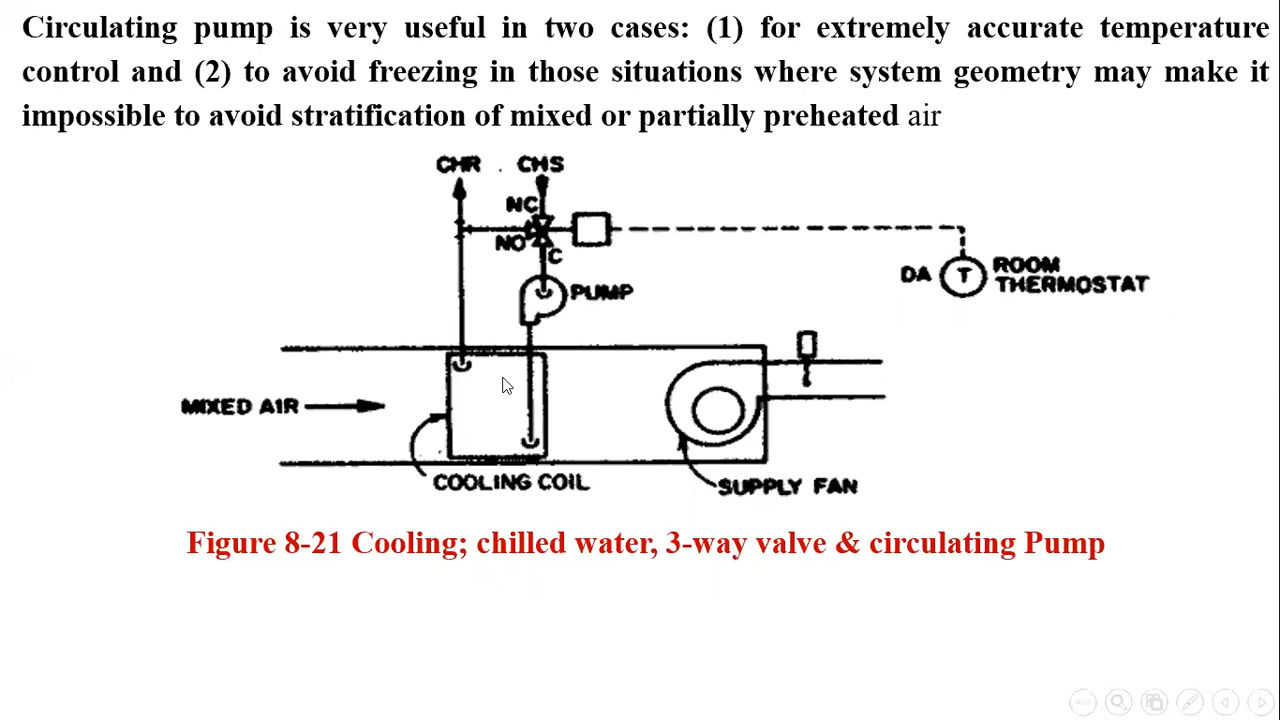 Circulating pump is very useful in two cases: (1) for extremely accurate temperature
control and (2) to avoid freezing in those situations where system geometry may make it
impossible to avoid stratification of mixed or partially preheated air
CHR . CHS
NC
NO
C
PUMP
DA T ROOM
THERMOSTAT
MIXED AIR
COOLING COIL
SUPPLY FAN
Figure 8-21 Cooling; chilled water, 3-way valve & circulating Pump